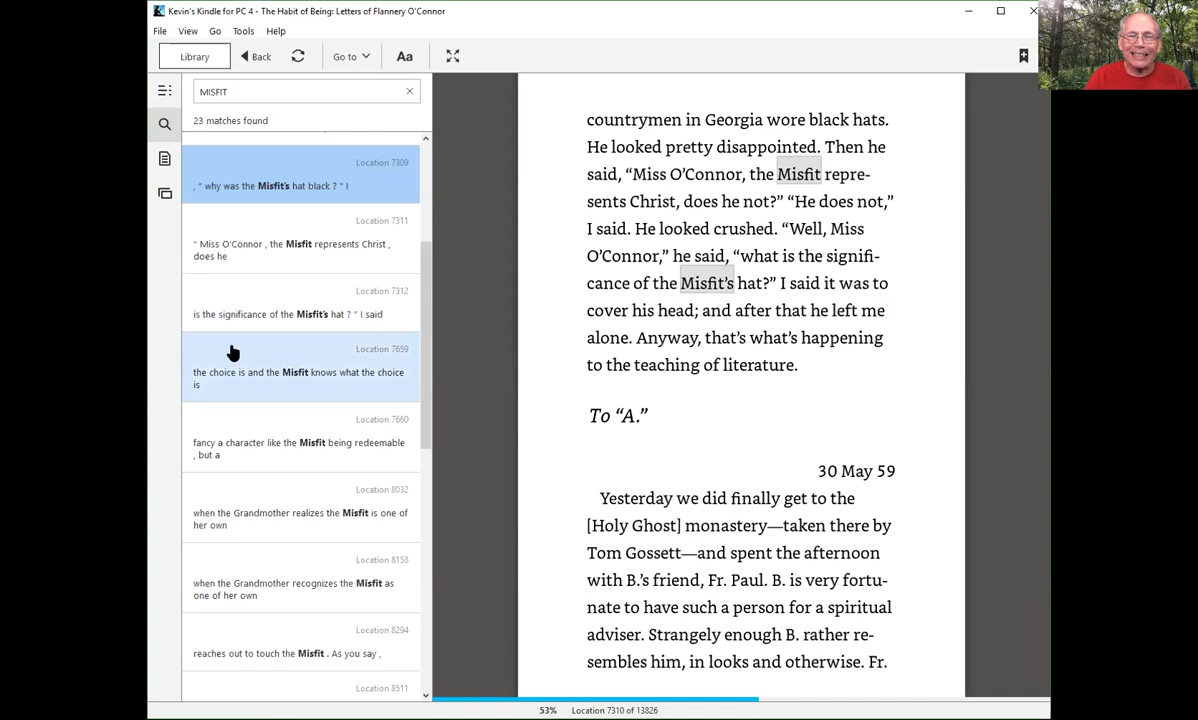 Kevin's Kindle for PC 4 - The Habit of Being: Letters of Flannery O'Connor
File View Go Tools Help
Library Back Go to Aa
MISFIT
23 matches found
Location 7309
, " why was the Misfit's hat black ? " I
Location 7311
" Miss O'Connor , the Misfit represents Christ ,
does he
Location 7312
is the significance of the Misfit's hat ? " I said
Location 7659
the choice is and the Misfit knows what the choice
is
Location 7660
fancy a character like the Misfit being redeemable
, but a
Location 8032
when the Grandmother realizes the Misfit is one of
her own
Location 8158
when the Grandmother recognizes the Misfit as
one of her own
Location 8294
reaches out to touch the Misfit . As you say ,
Location 8511
countrymen in Georgia wore black hats.
He looked pretty disappointed. Then he
said, “Miss O’Connor, the Misfit repre-
sents Christ, does he not?” “He does not,”
I said. He looked crushed. “Well, Miss
O’Connor,” he said, “what is the signifi-
cance of the Misfit’s hat?” I said it was to
cover his head; and after that he left me
alone. Anyway, that’s what’s happening
to the teaching of literature.
To “A.”
30 May 59
Yesterday we did finally get to the
[Holy Ghost] monastery—taken there by
Tom Gossett—and spent the afternoon
with B.’s friend, Fr. Paul. B. is very fortu-
nate to have such a person for a spiritual
adviser. Strangely enough B. rather re-
sembles him, in looks and otherwise. Fr.
53% Location 7310 of 13826